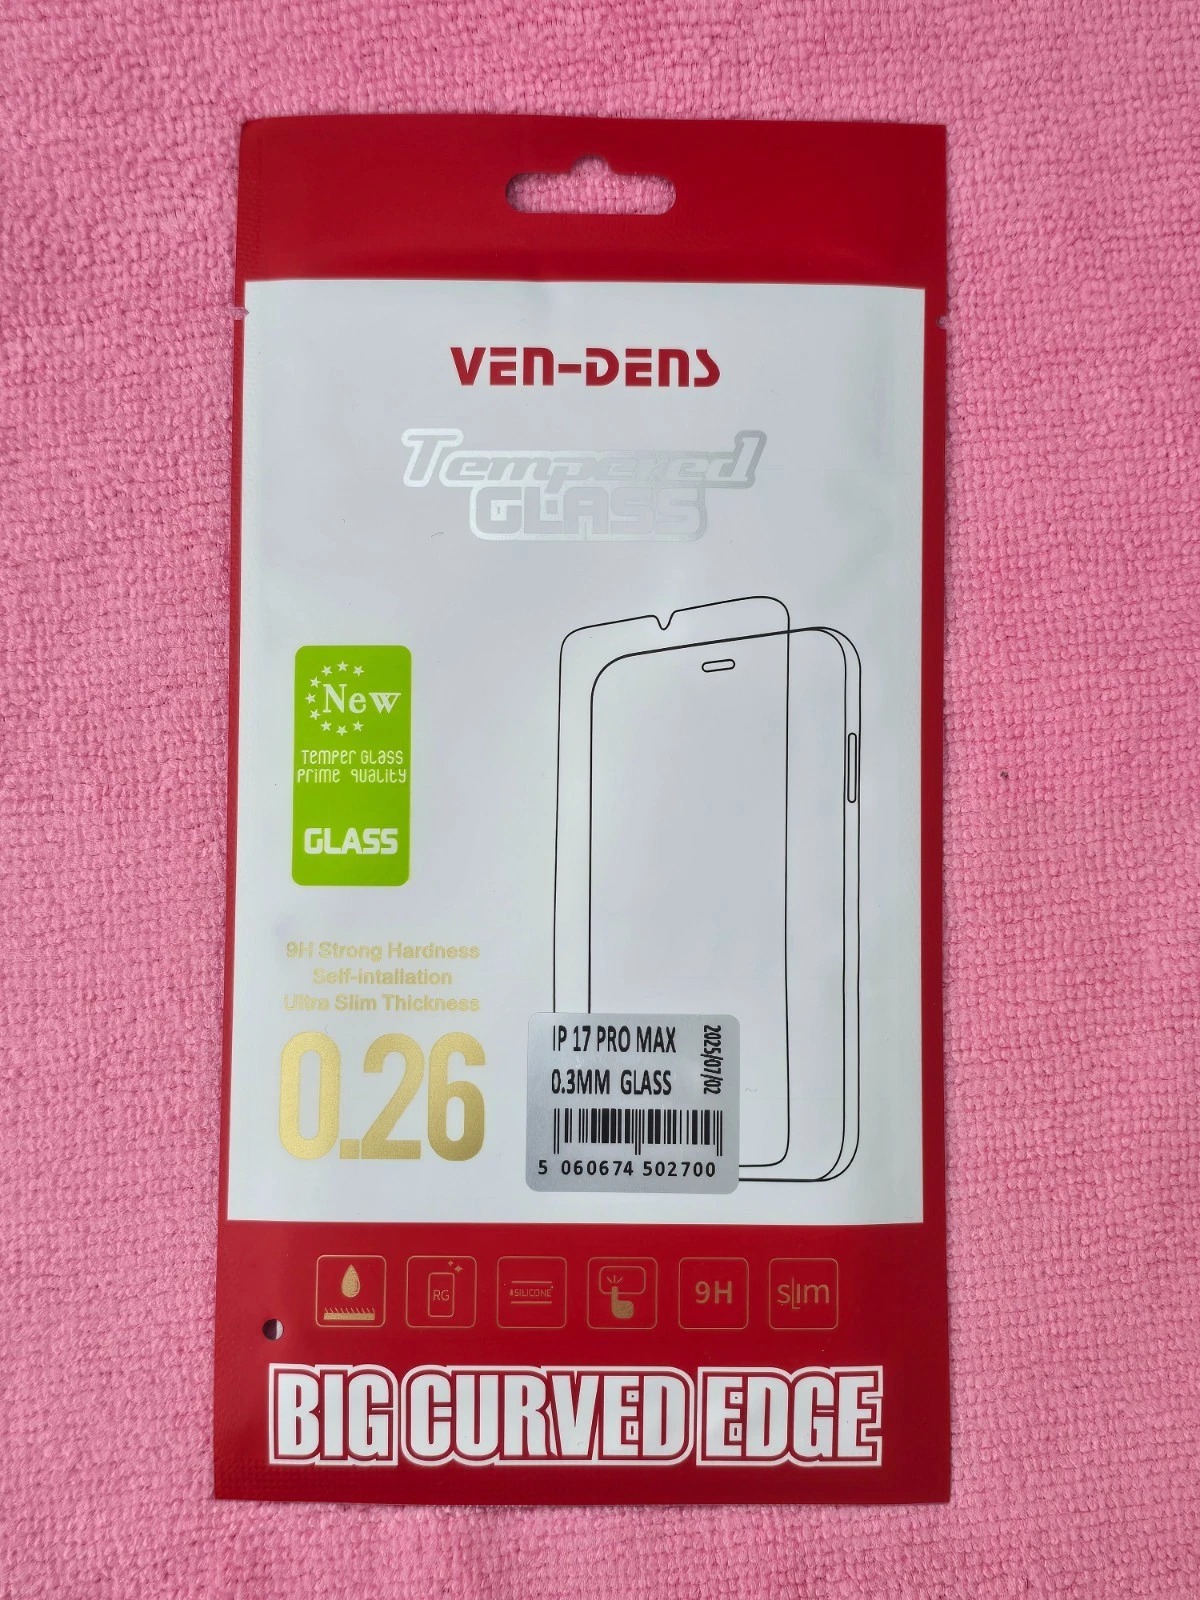 VEN-DENS
Tempered
GLASS
New
Temper Glass
Prime quality
GLASS
9H Strong Hardness
Self-intallation
Ultra Slim Thickness
0.26
IP 17 PRO MAX
0.3MM GLASS
2025/07/02
5 060674 502700
RG
#SILICONE
9H
slim
BIG CURVED EDGE